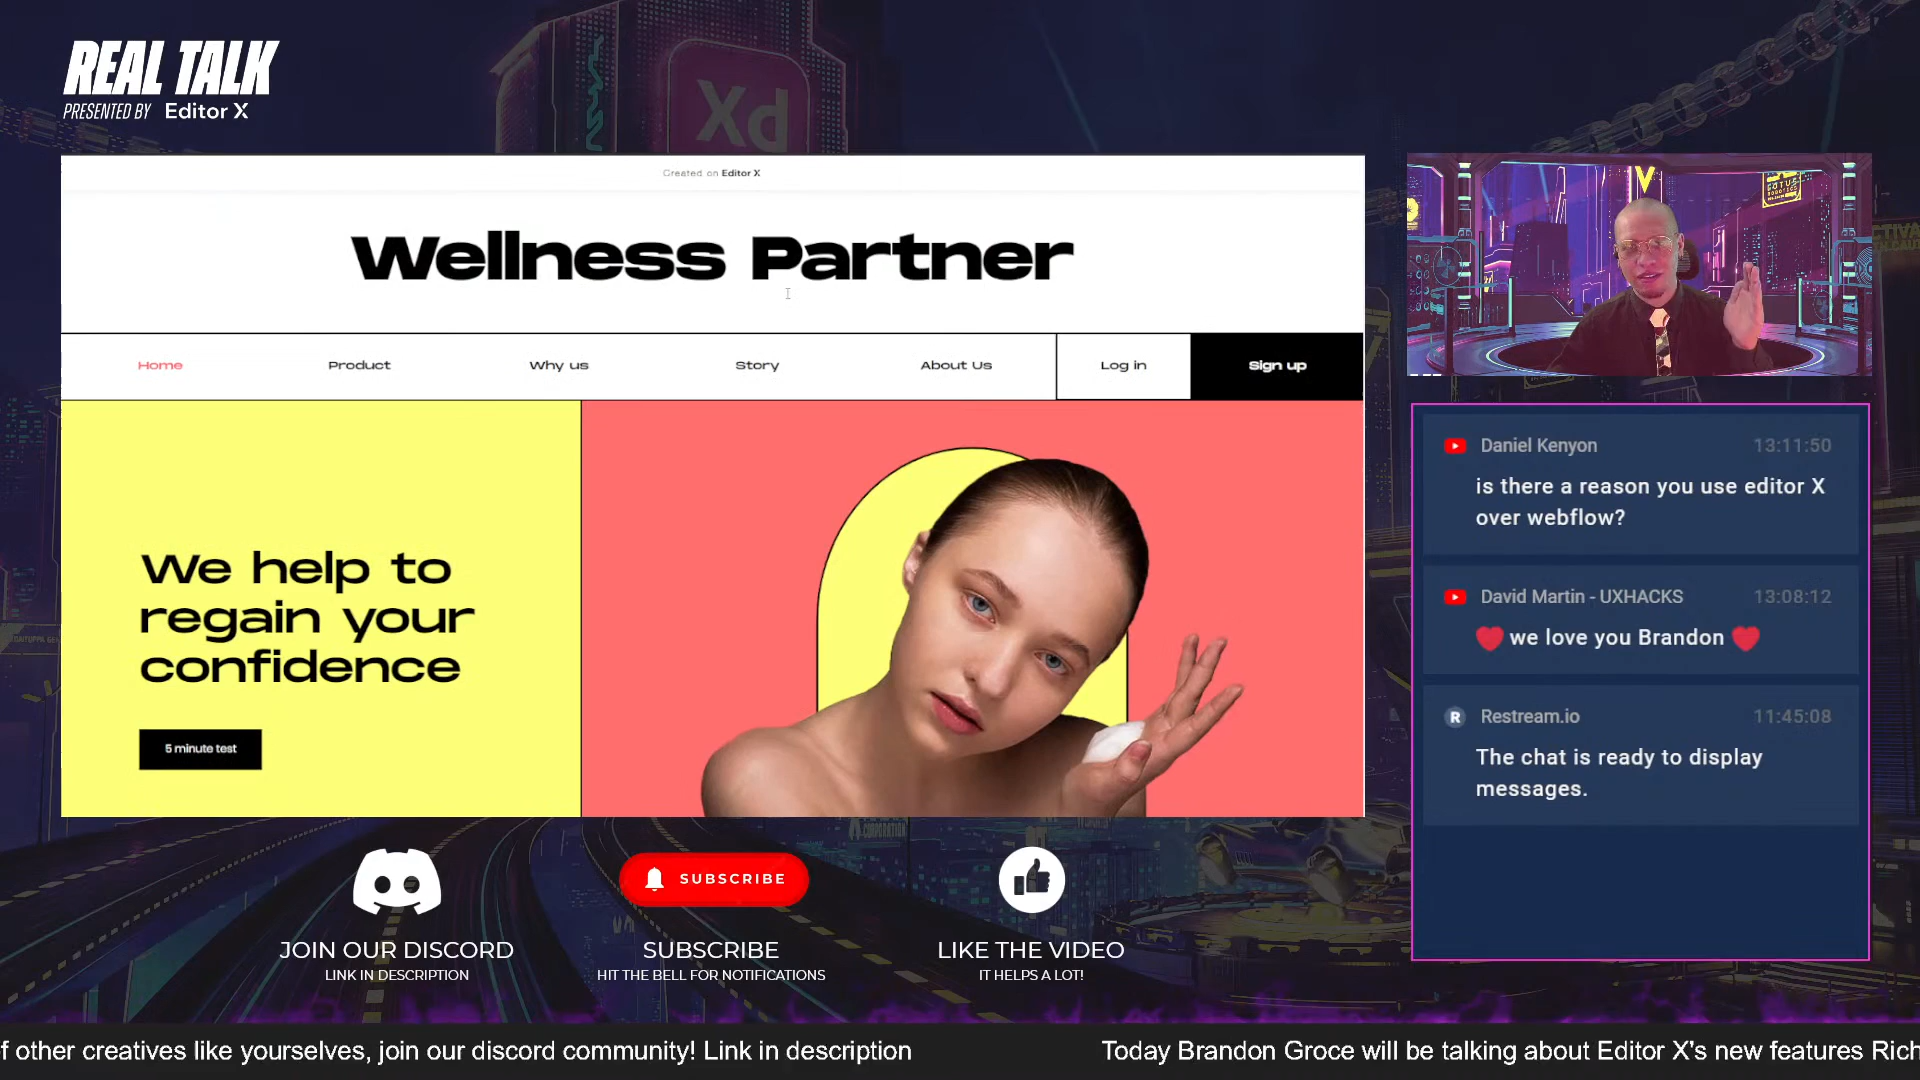 REAL TALK
PRESENTED BY Editor X
Xd
Created on Editor X
Wellness Partner
Home
Product
Why us
Story
About Us
Log in
Sign up
We help to
regain your
confidence
5 minute test
Daniel Kenyon 13:11:50
is there a reason you use editor X
over webflow?
David Martin - UXHACKS 13:08:12
❤️ we love you Brandon ❤️
R Restream.io 11:45:08
The chat is ready to display
messages.
SUBSCRIBE
JOIN OUR DISCORD
LINK IN DESCRIPTION
SUBSCRIBE
HIT THE BELL FOR NOTIFICATIONS
LIKE THE VIDEO
IT HELPS A LOT!
f other creatives like yourselves, join our discord community! Link in description
Today Brandon Groce will be talking about Editor X's new features Rich